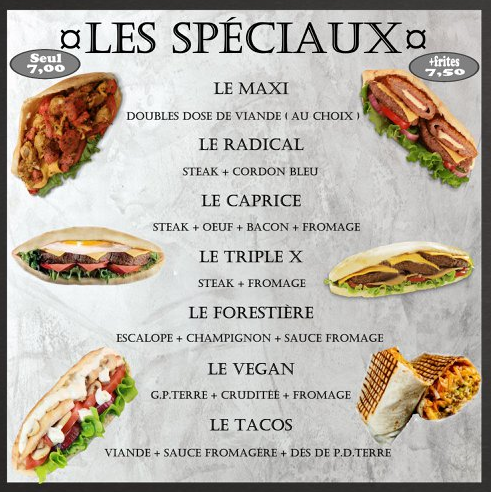 ¤LES SPÉCIAUX¤
Seul
7,00
+frites
7,50
LE MAXI
DOUBLES DOSE DE VIANDE ( AU CHOIX )
LE RADICAL
STEAK + CORDON BLEU
LE CAPRICE
STEAK + OEUF + BACON + FROMAGE
LE TRIPLE X
STEAK + FROMAGE
LE FORESTIÈRE
ESCALOPE + CHAMPIGNON + SAUCE FROMAGE
LE VEGAN
G.P.TERRE + CRUDITÉE + FROMAGE
LE TACOS
VIANDE + SAUCE FROMAGÈRE + DÉS DE P.D.TERRE